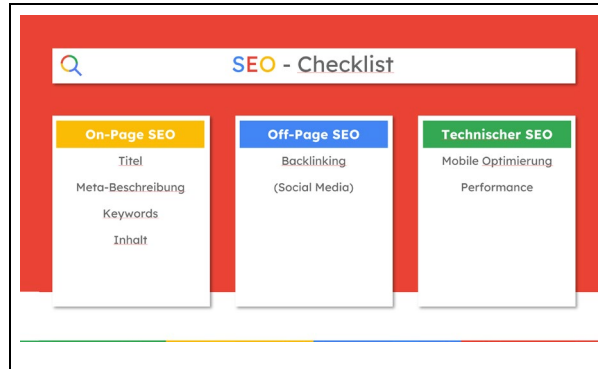 SEO - Checklist
On-Page SEO
Titel
Meta-Beschreibung
Keywords
Inhalt
Off-Page SEO
Backlinking
(Social Media)
Technischer SEO
Mobile Optimierung
Performance